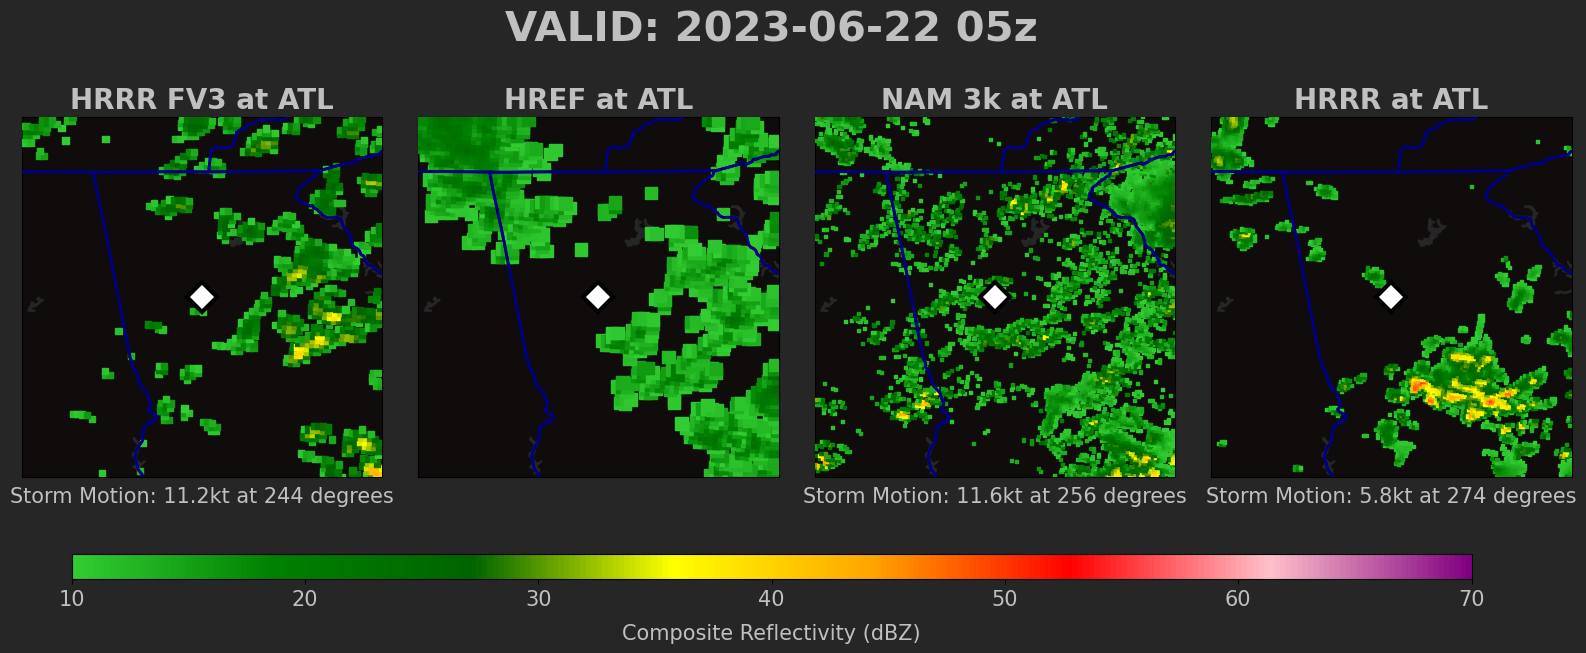 VALID: 2023-06-22 05z
HRRR FV3 at ATL
HREF at ATL
NAM 3k at ATL
HRRR at ATL
Storm Motion: 11.2kt at 244 degrees
Storm Motion: 11.6kt at 256 degrees
Storm Motion: 5.8kt at 274 degrees
10 20 30 40 50 60 70
Composite Reflectivity (dBZ)